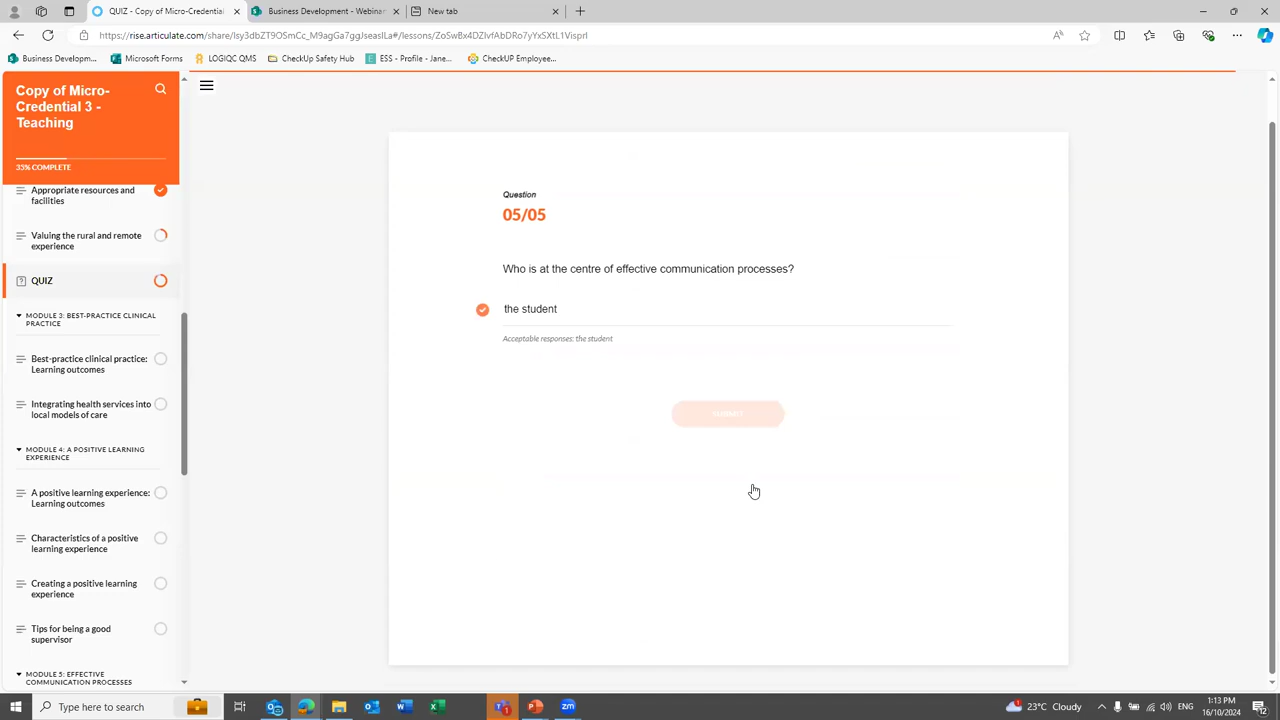 QUIZ - Copy of Micro-Credential 3
Business Development - Webinar
New tab
https://rise.articulate.com/share/
Business Developm...
Microsoft Forms
LOGIQC QMS
CheckUP Safety Hub
ESS - Profile - Jane...
CheckUP Employee...
Copy of Micro-
Credential 3 -
Teaching
33% COMPLETE
Appropriate resources and
facilities
Valuing the rural and remote
experience
QUIZ
MODULE 3: BEST-PRACTICE CLINICAL
PRACTICE
Best-practice clinical practice:
Learning outcomes
Integrating health services into
local models of care
MODULE 4: A POSITIVE LEARNING
EXPERIENCE
A positive learning experience:
Learning outcomes
Characteristics of a positive
learning experience
Creating a positive learning
experience
Tips for being a good
supervisor
MODULE 5: EFFECTIVE
COMMUNICATION PROCESSES
Question
05/05
Who is at the centre of effective communication processes?
the student
Acceptable responses: the student
SUBMIT
Type here to search
23°C Cloudy
ENG
1:13 PM
16/10/2024